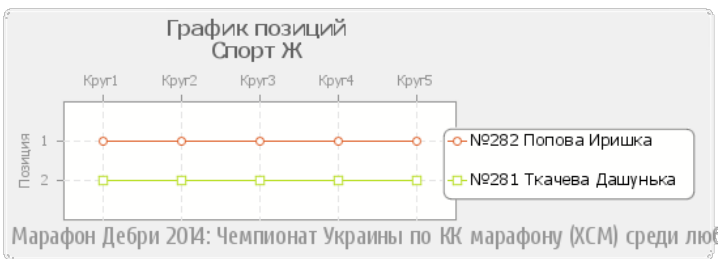 График позиций
Спорт Ж
Круг1 Круг2 Круг3 Круг4 Круг5
Позиция
1
2
№282 Попова Иришка
№281 Ткачева Дашунька
Марафон Дебри 2014: Чемпионат Украины по КК марафону (XCM) среди люб